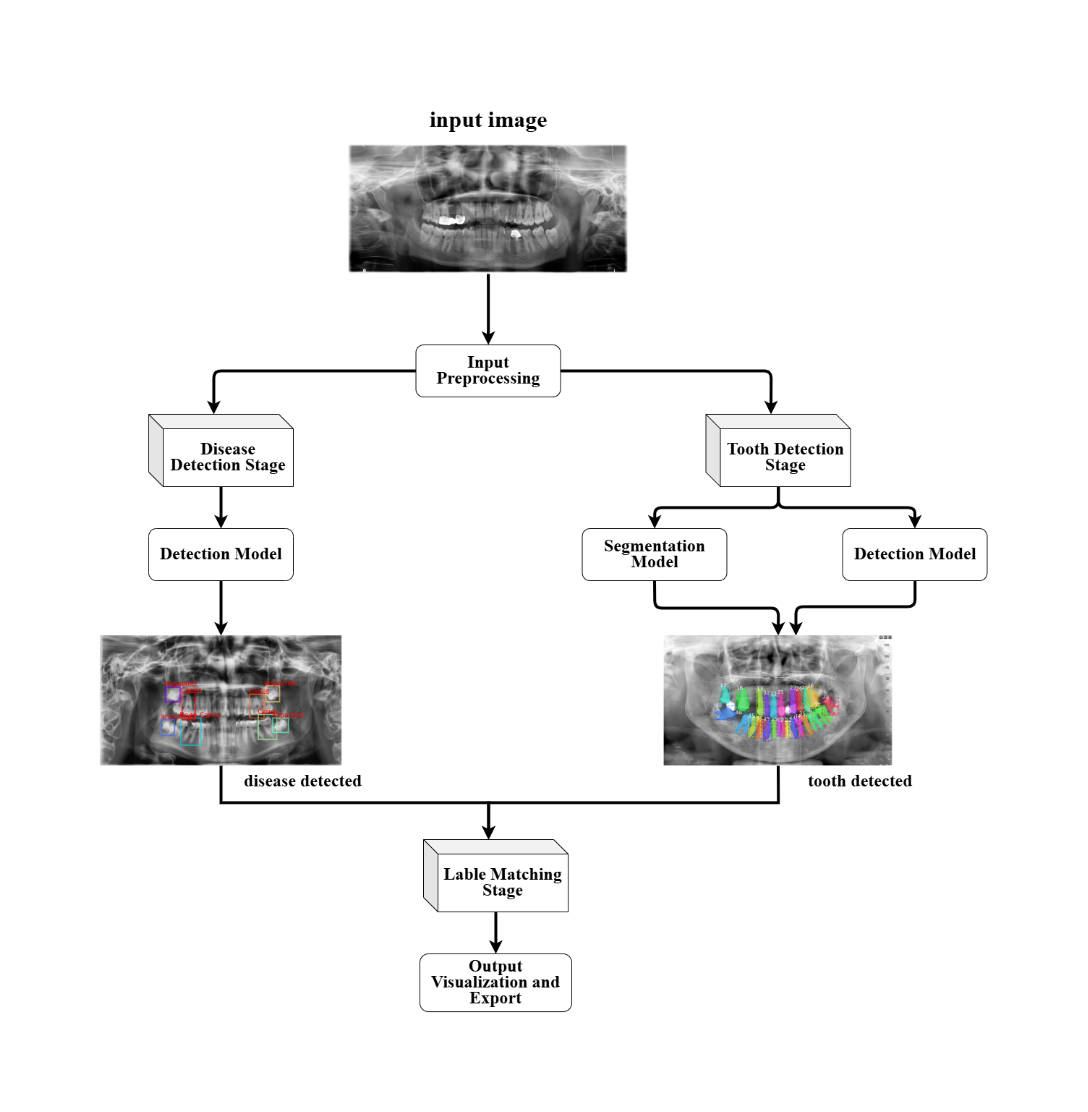 input image
Input
Preprocessing
Disease
Detection Stage
Tooth Detection
Stage
Detection Model
Segmentation
Model
Detection Model
disease detected
tooth detected
Lable Matching
Stage
Output
Visualization and
Export